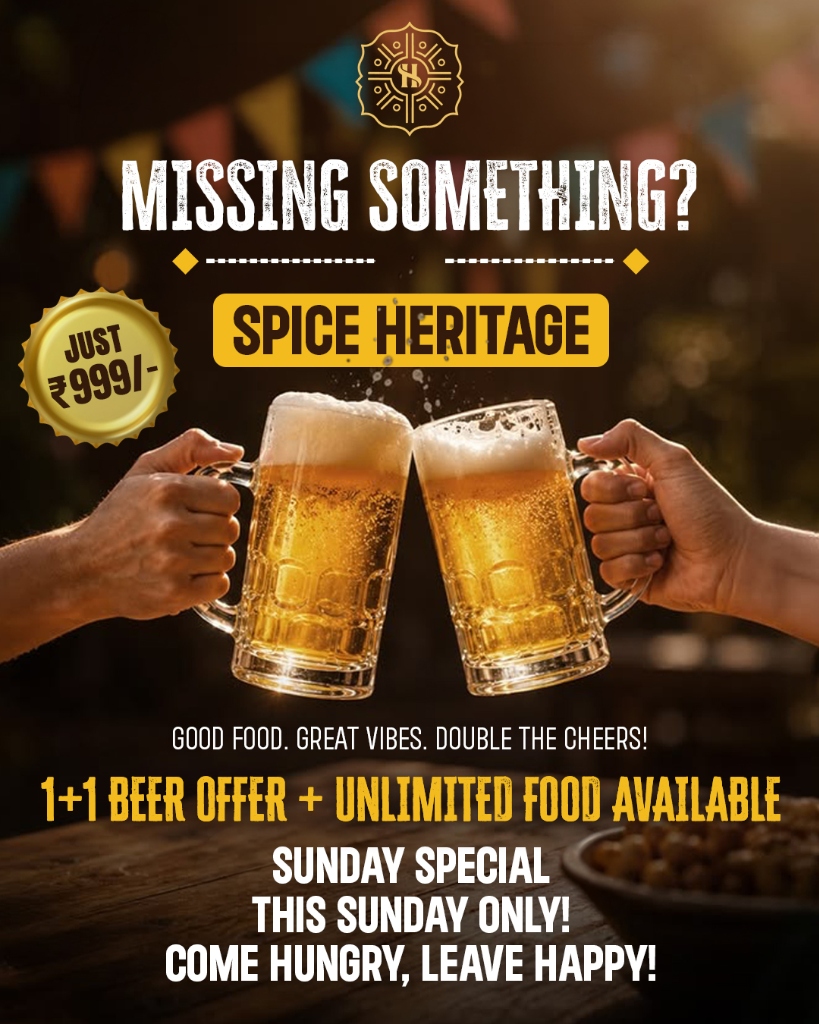 MISSING SOMETHING?
SPICE HERITAGE
JUST
₹999/-
GOOD FOOD. GREAT VIBES. DOUBLE THE CHEERS!
1+1 BEER OFFER + UNLIMITED FOOD AVAILABLE
SUNDAY SPECIAL
THIS SUNDAY ONLY!
COME HUNGRY, LEAVE HAPPY!